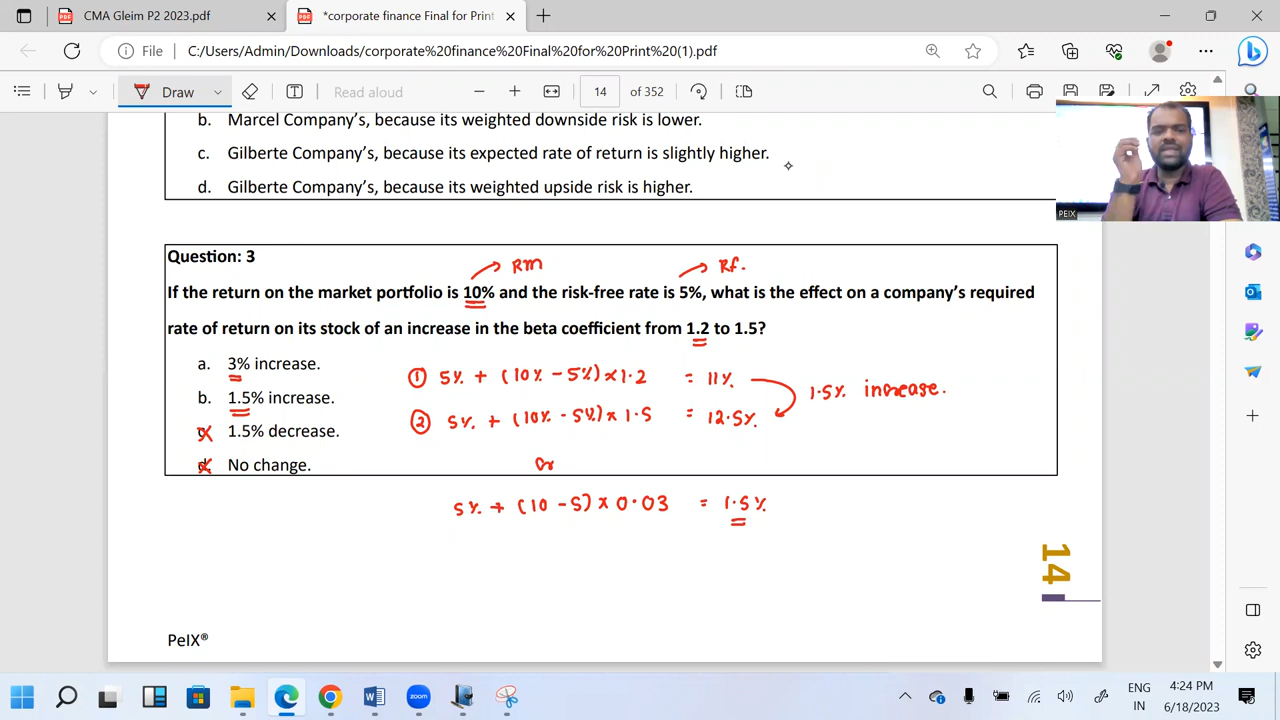 CMA Gleim P2 2023.pdf
*corporate finance Final for Print
File
C:/Users/Admin/Downloads/corporate%20finance%20Final%20for%20Print%20(1).pdf
Draw
Read aloud
14
of 352
b. Marcel Company's, because its weighted downside risk is lower.
c. Gilberte Company's, because its expected rate of return is slightly higher.
d. Gilberte Company's, because its weighted upside risk is higher.
PEIX
Question: 3
Rm
Rf.
If the return on the market portfolio is 10% and the risk-free rate is 5%, what is the effect on a company's required
rate of return on its stock of an increase in the beta coefficient from 1.2 to 1.5?
a. 3% increase.
① 5% + (10% - 5%) × 1.2 = 11%
b. 1.5% increase.
1.5% increase.
② 5% + (10% - 5%) × 1.5 = 12.5%
c. 1.5% decrease.
d. No change.
or
5% + (10 - 5) × 0.03 = 1.5%
14
PeIX®
zoom
ENG
IN
4:24 PM
6/18/2023